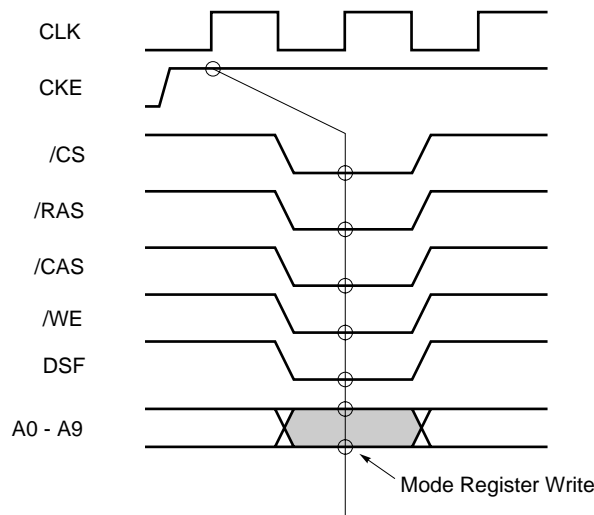 CLK
CKE
/CS
/RAS
/CAS
/WE
DSF
A0 - A9
Mode Register Write